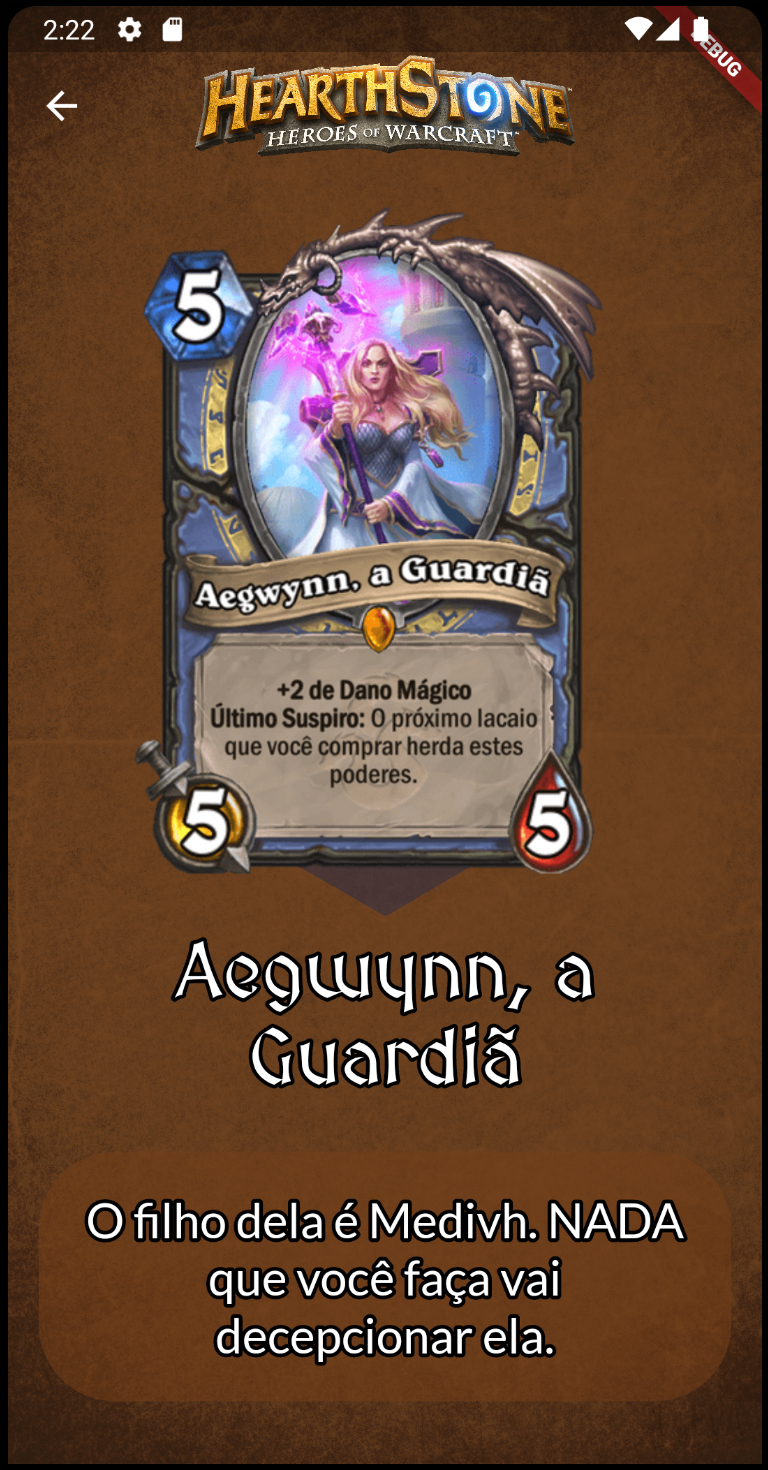 2:22
DEBUG
HEARTHSTONE
HEROES OF WARCRAFT
5
Aegwynn, a Guardiã
+2 de Dano Mágico
Último Suspiro: O próximo lacaio
que você comprar herda estes
poderes.
5
5
Aegwynn, a
Guardiã
O filho dela é Medivh. NADA
que você faça vai
decepcionar ela.